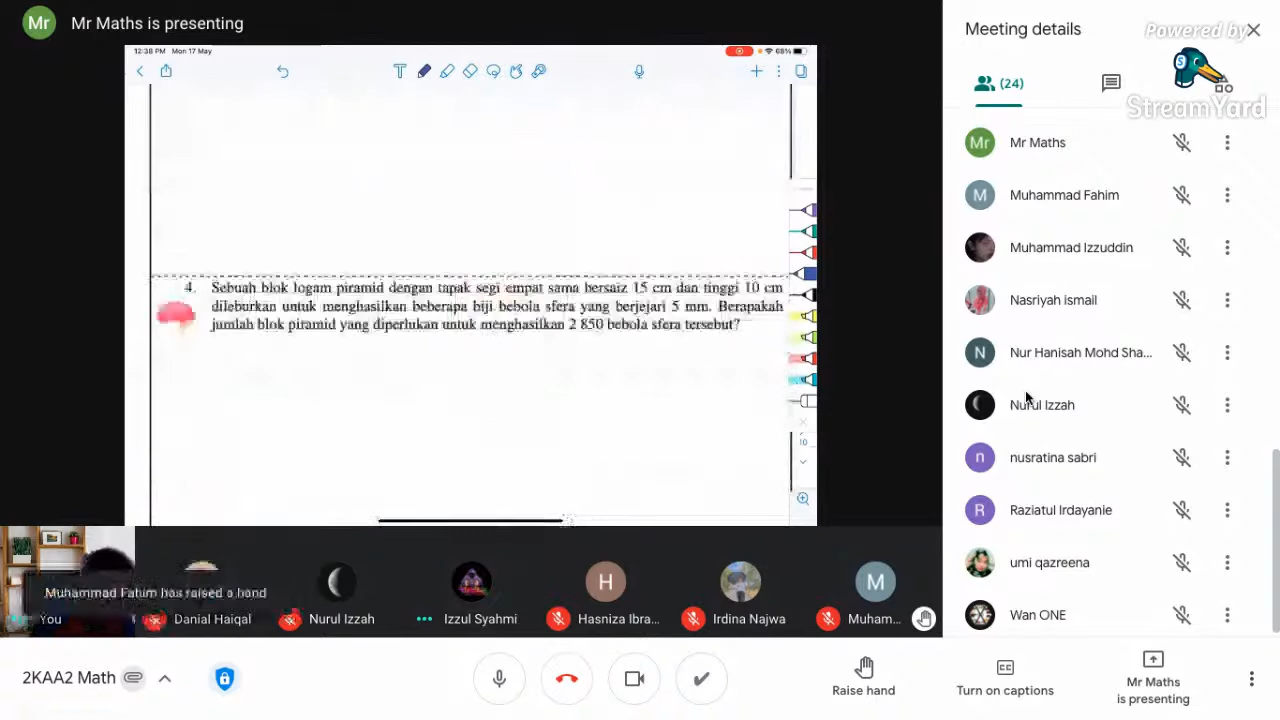 Mr
Mr Maths is presenting
12:38 PM Mon 17 May
68%
T
4. Sebuah blok logam piramid dengan tapak segi empat sama bersaiz 15 cm dan tinggi 10 cm
dileburkan untuk menghasilkan beberapa biji bebola sfera yang berjejari 5 mm. Berapakah
jumlah blok piramid yang diperlukan untuk menghasilkan 2 850 bebola sfera tersebut?
10
Muhammad Fahim has raised a hand
You
Danial Haiqal
Nurul Izzah
Izzul Syahmi
H
Hasniza Ibra...
Irdina Najwa
M
Muham...
2KAA2 Math
Raise hand
Turn on captions
Mr Maths
is presenting
Meeting details
Powered by
(24)
S
StreamYard
Mr
Mr Maths
M
Muhammad Fahim
Muhammad Izzuddin
Nasriyah Ismail
N
Nur Hanisah Mohd Sha...
Nurul Izzah
n
nusratina sabri
R
Raziatul Irdayanie
umi qazreena
Wan ONE